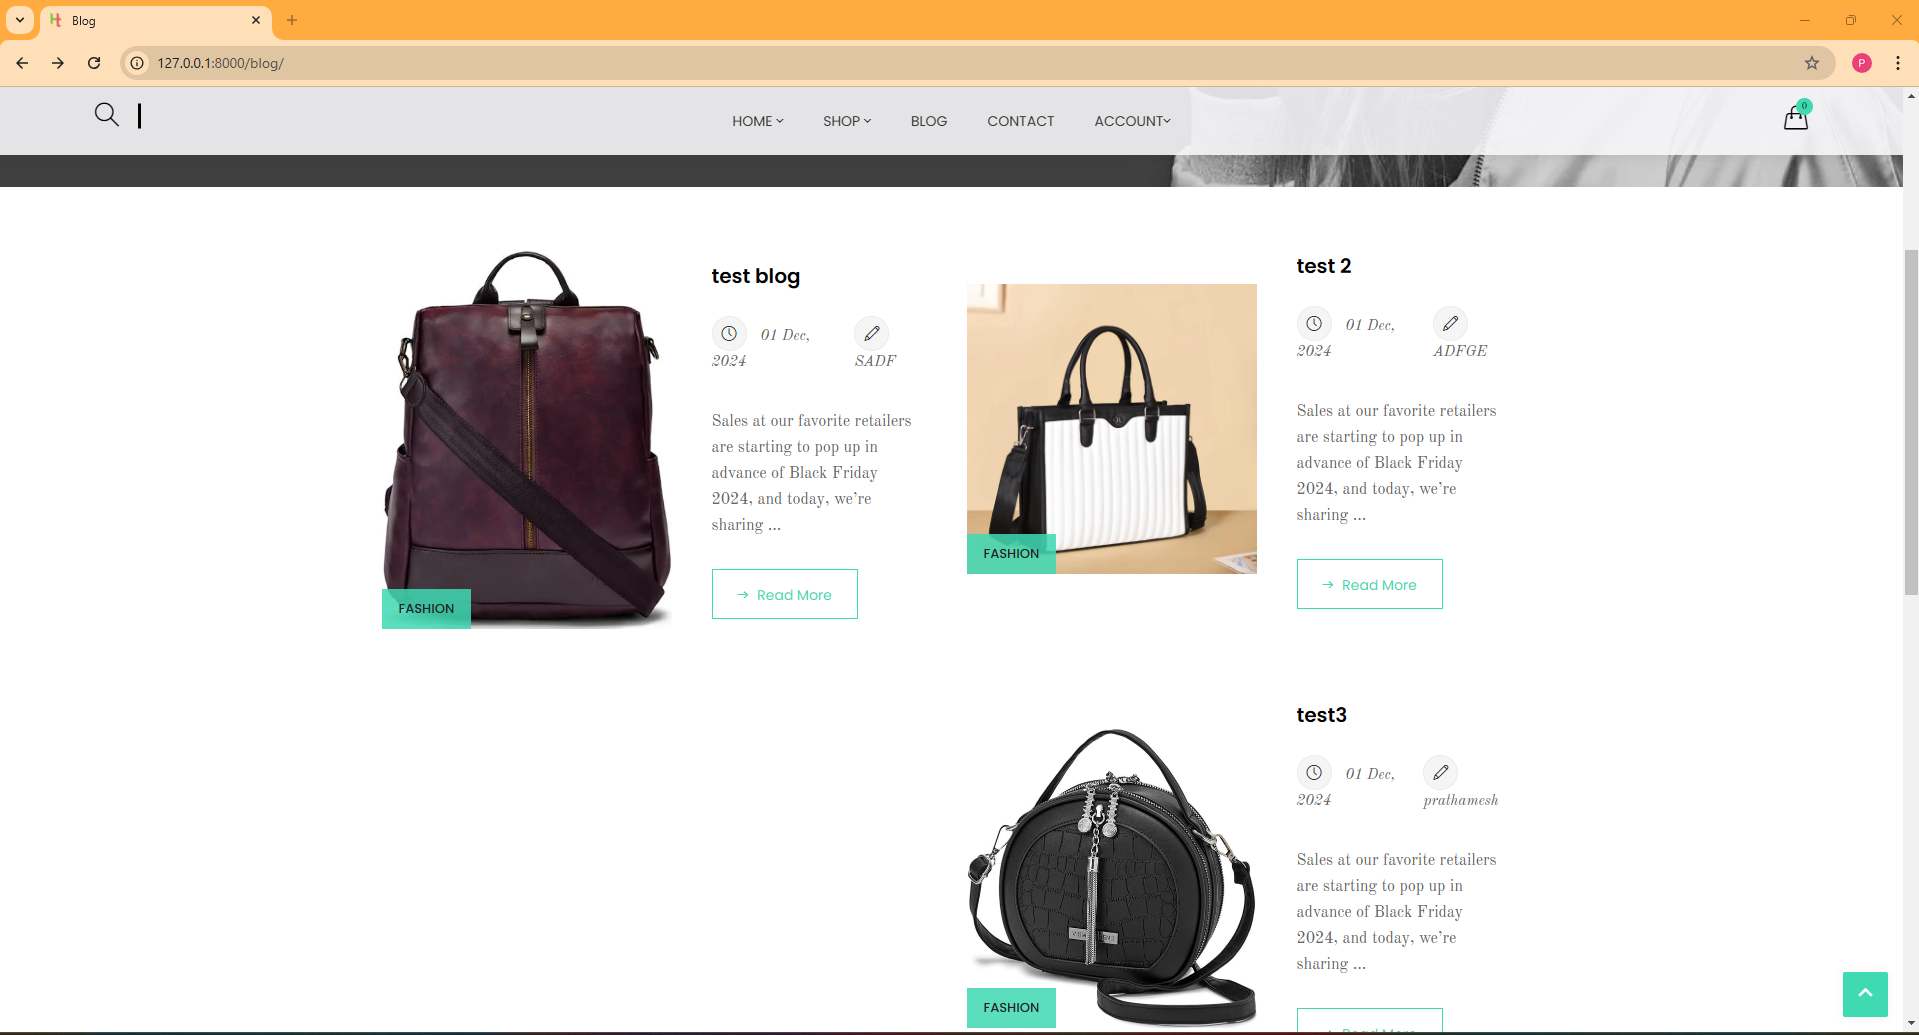 Blog
127.0.0.1:8000/blog/
P
HOME
SHOP
BLOG
CONTACT
ACCOUNT
0
test blog
01 Dec,
2024
SADF
Sales at our favorite retailers
are starting to pop up in
advance of Black Friday
2024, and today, we’re
sharing ...
Read More
FASHION
test 2
01 Dec,
2024
ADFGE
Sales at our favorite retailers
are starting to pop up in
advance of Black Friday
2024, and today, we’re
sharing ...
Read More
FASHION
test3
01 Dec,
2024
prathamesh
Sales at our favorite retailers
are starting to pop up in
advance of Black Friday
2024, and today, we’re
sharing ...
Read More
FASHION